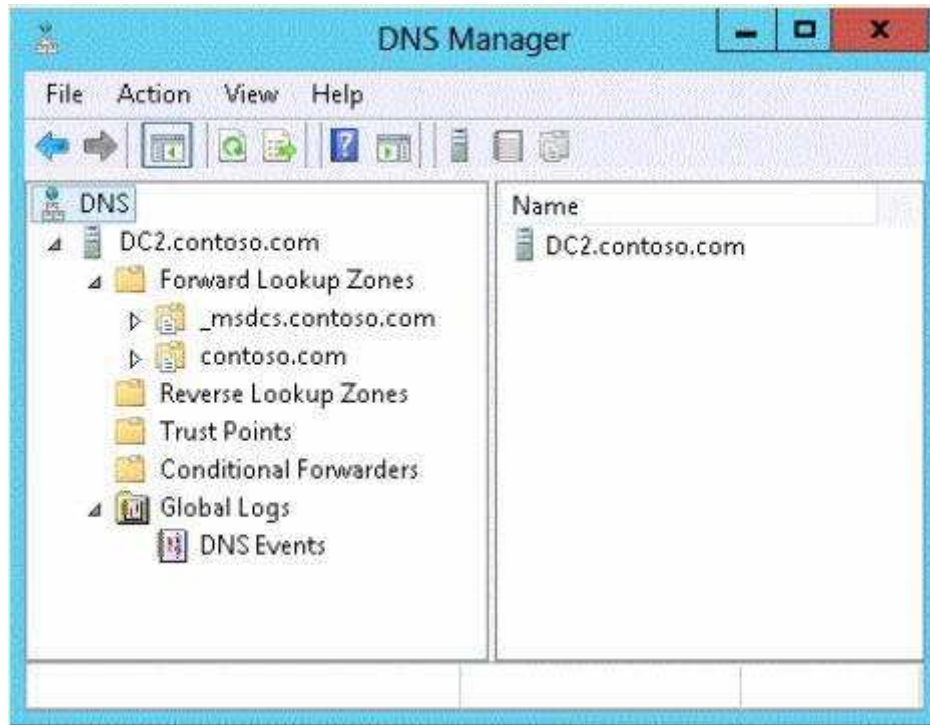 DNS Manager
File Action View Help
DNS
DC2.contoso.com
Forward Lookup Zones
_msdcs.contoso.com
contoso.com
Reverse Lookup Zones
Trust Points
Conditional Forwarders
Global Logs
DNS Events
Name
DC2.contoso.com